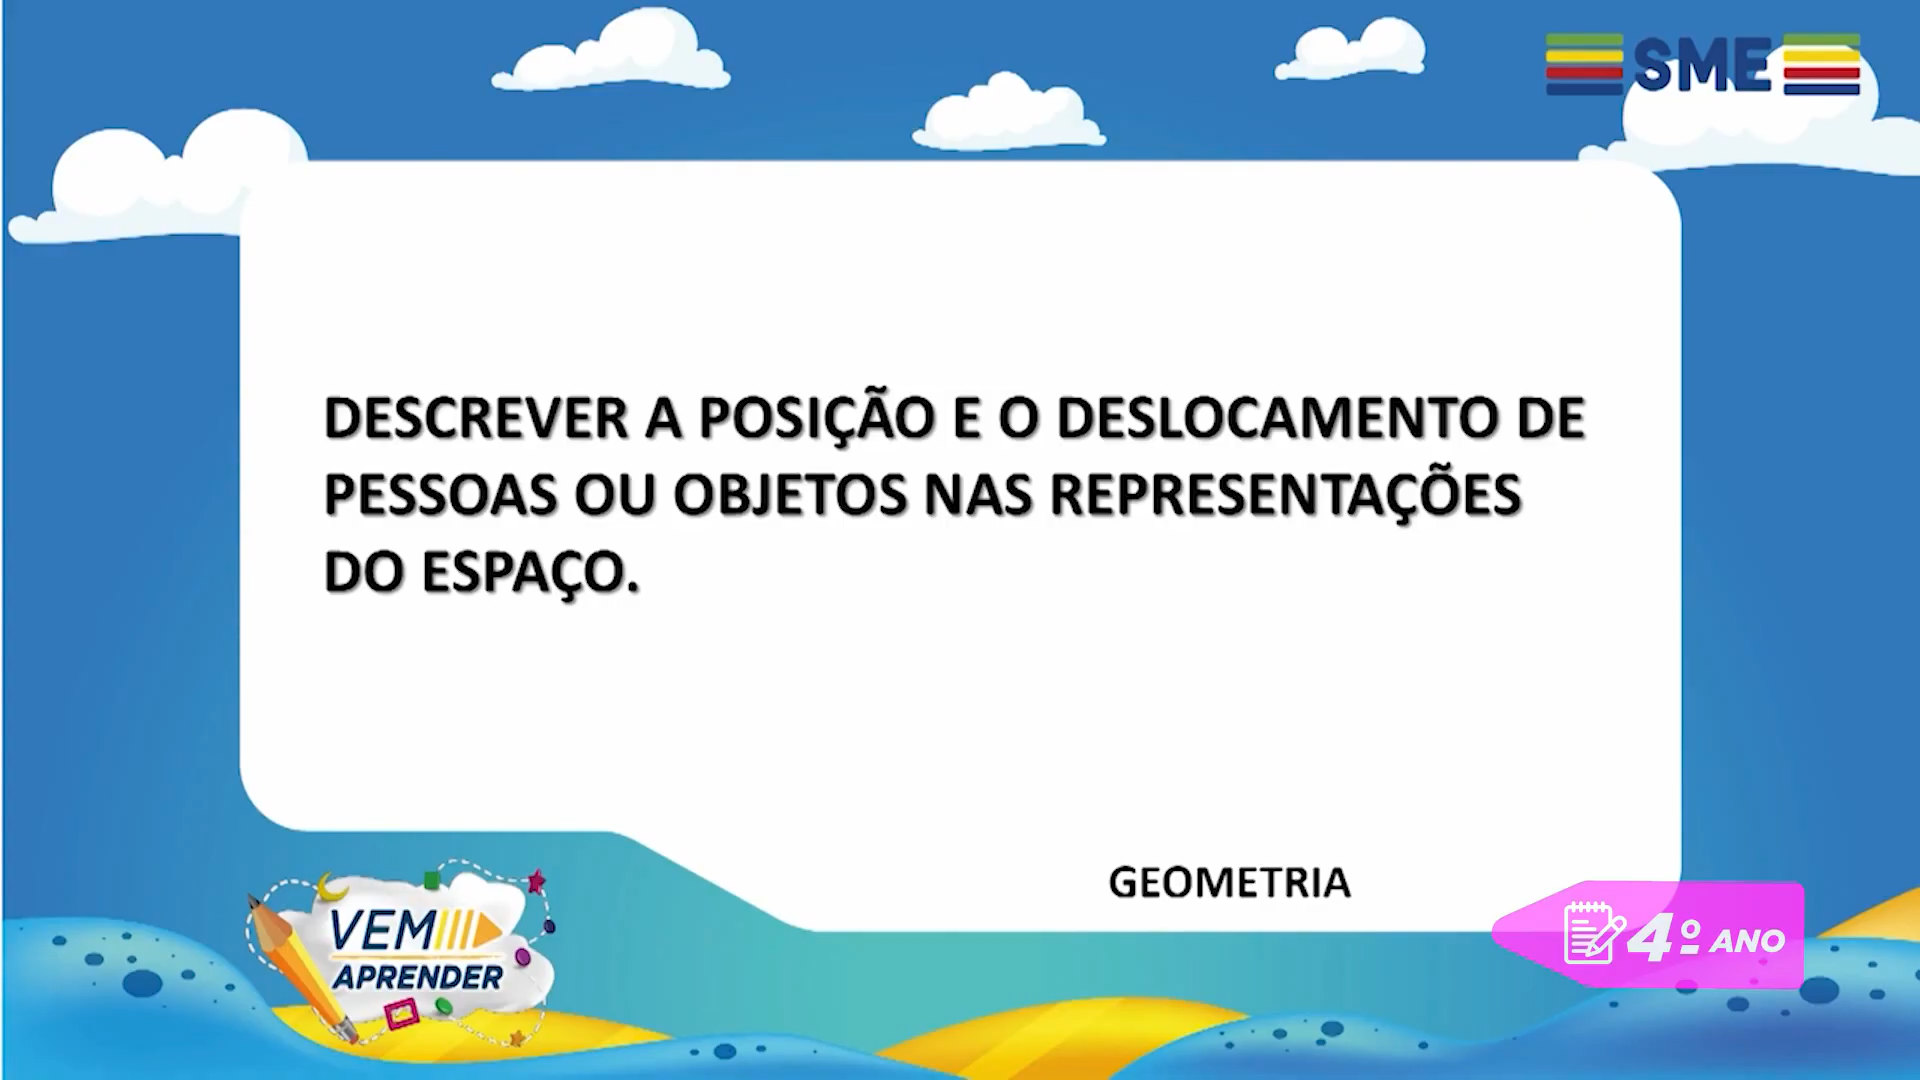 SME
DESCREVER A POSIÇÃO E O DESLOCAMENTO DE
PESSOAS OU OBJETOS NAS REPRESENTAÇÕES
DO ESPAÇO.
GEOMETRIA
VEM
APRENDER
4º ANO